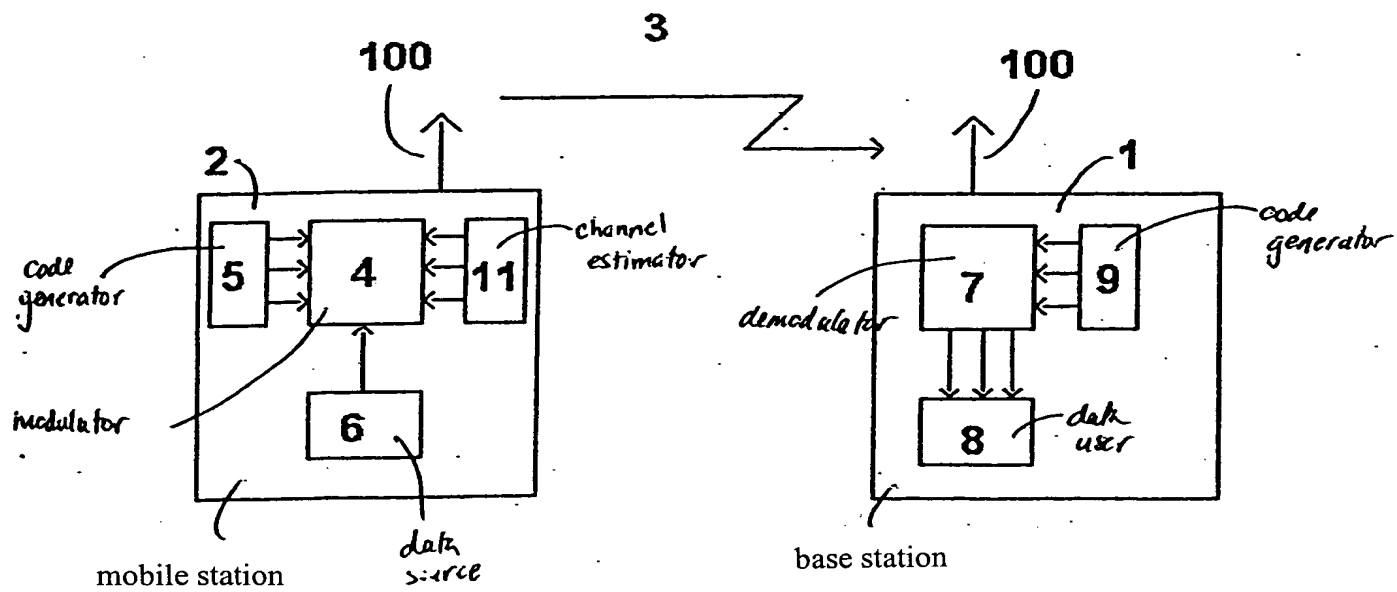 3
100
100
2
1
code
generator
5
4
11
channel
estimator
7
9
code
generator
demodulator
modulator
6
8
data
user
data
source
mobile station
base station